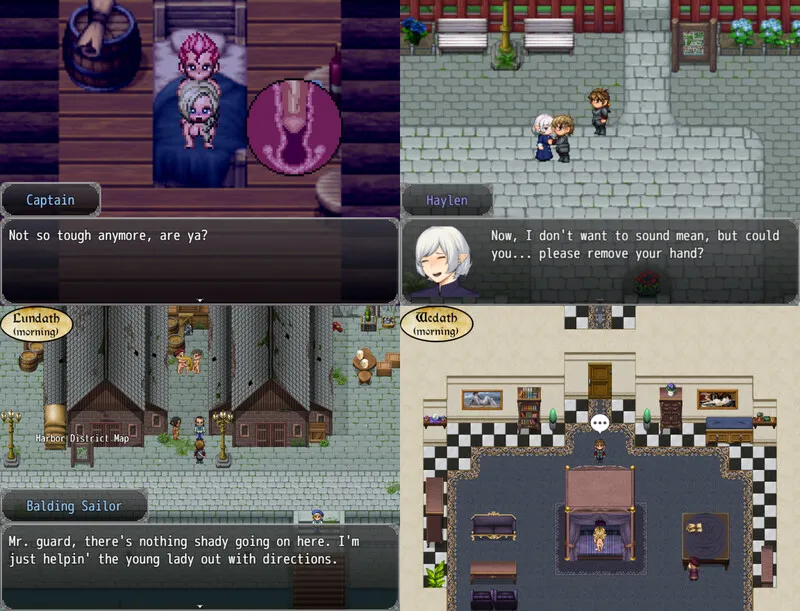 Captain
Not so tough anymore, are ya?
Haylen
Now, I don't want to sound mean, but could
you... please remove your hand?
Lundath
(morning)
Harbor District Map
Balding Sailor
Mr. guard, there's nothing shady going on here. I'm
just helpin' the young lady out with directions.
Wcdath
(morning)
...